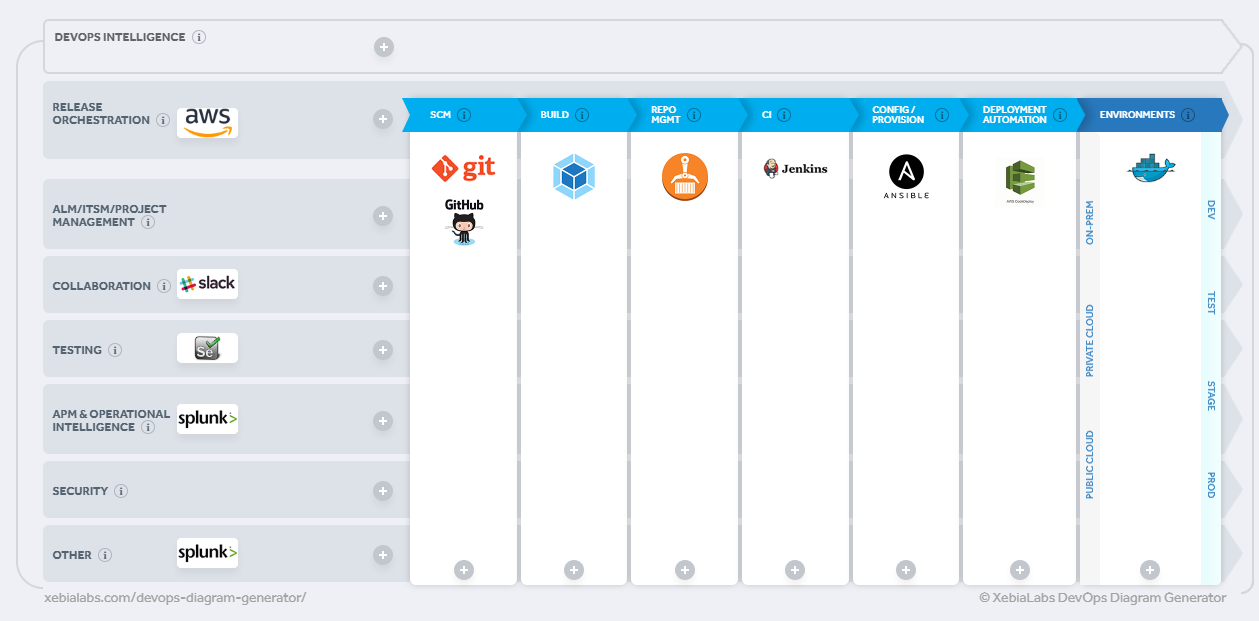 DEVOPS INTELLIGENCE i
RELEASE
ORCHESTRATION i
aws
SCM i
BUILD i
REPO
MGMT i
CI i
CONFIG /
PROVISION i
DEPLOYMENT
AUTOMATION i
ENVIRONMENTS i
git
GitHub
Jenkins
A
ANSIBLE
AWS CodeDeploy
ALM/ITSM/PROJECT
MANAGEMENT i
COLLABORATION i
slack
TESTING i
Se
APM & OPERATIONAL
INTELLIGENCE i
splunk>
SECURITY i
OTHER i
splunk>
ON-PREM
PRIVATE CLOUD
PUBLIC CLOUD
DEV
TEST
STAGE
PROD
xebialabs.com/devops-diagram-generator/
© XebiaLabs DevOps Diagram Generator